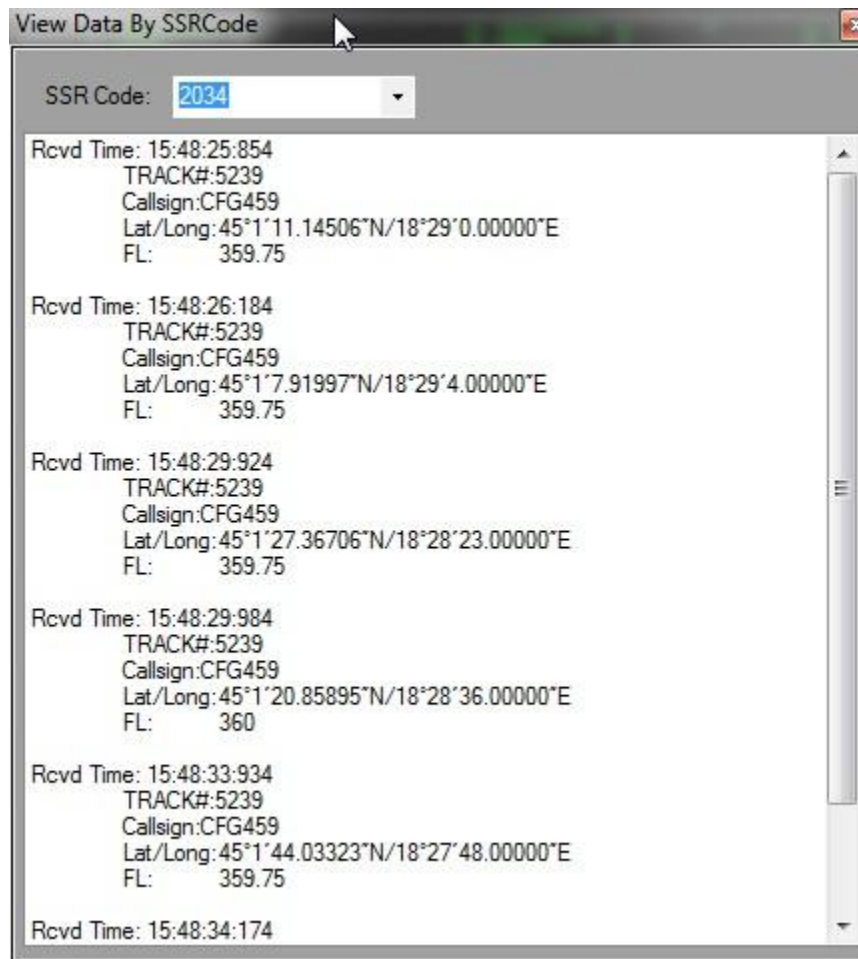 View Data By SSRCode
SSR Code: 2034
Rcvd Time: 15:48:25:854
TRACK#:5239
Callsign:CFG459
Lat/Long:45°1´11.14506˝N/18°29´0.00000˝E
FL: 359.75
Rcvd Time: 15:48:26:184
TRACK#:5239
Callsign:CFG459
Lat/Long:45°1´7.91997˝N/18°29´4.00000˝E
FL: 359.75
Rcvd Time: 15:48:29:924
TRACK#:5239
Callsign:CFG459
Lat/Long:45°1´27.36706˝N/18°28´23.00000˝E
FL: 359.75
Rcvd Time: 15:48:29:984
TRACK#:5239
Callsign:CFG459
Lat/Long:45°1´20.85895˝N/18°28´36.00000˝E
FL: 360
Rcvd Time: 15:48:33:934
TRACK#:5239
Callsign:CFG459
Lat/Long:45°1´44.03323˝N/18°27´48.00000˝E
FL: 359.75
Rcvd Time: 15:48:34:174